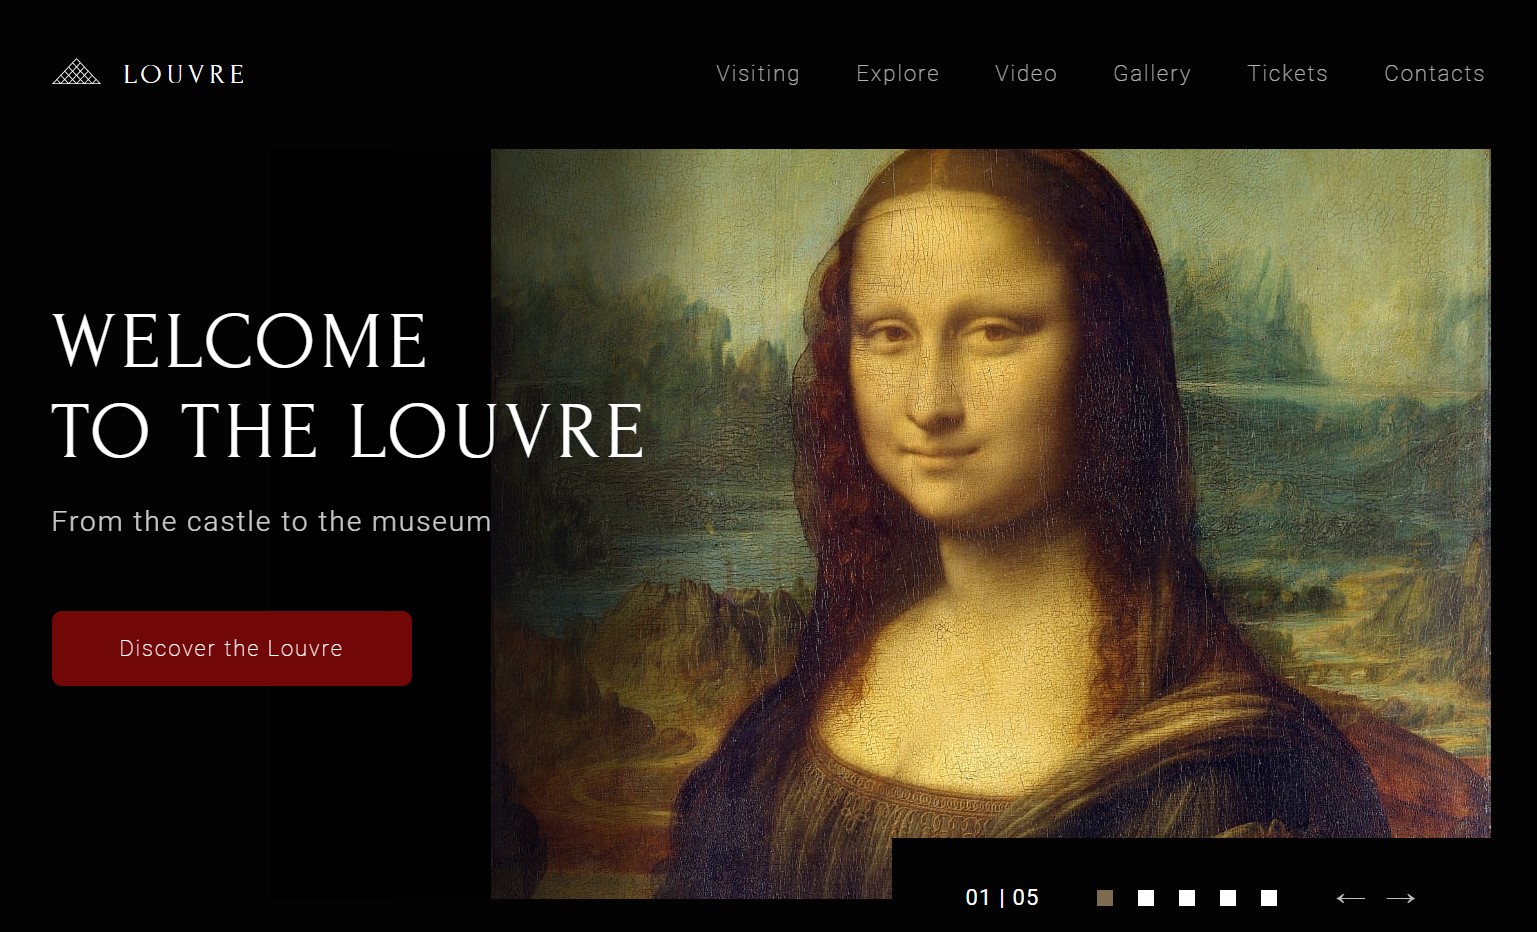 LOUVRE
Visiting Explore Video Gallery Tickets Contacts
WELCOME
TO THE LOUVRE
From the castle to the museum
Discover the Louvre
01 | 05